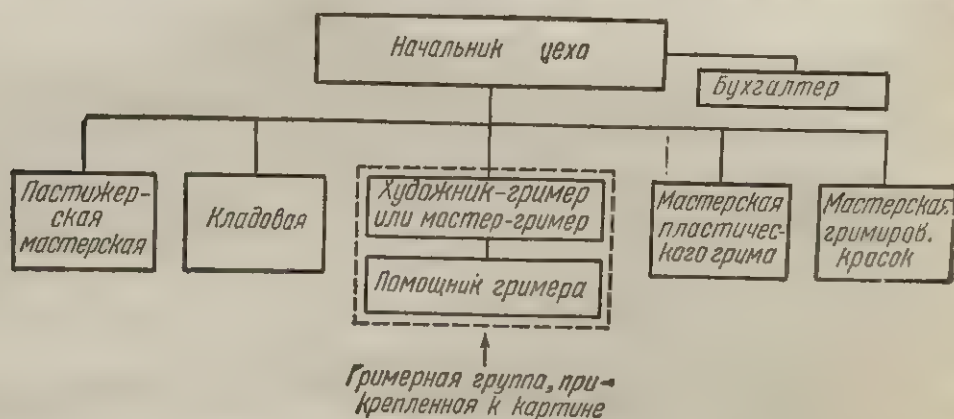 Начальник цеха
Бухгалтер
Пастижер-
ская
мастерская
Кладовая
Художник-гример
или мастер-гример
Помощник гримера
Мастерская
пластичес-
кого грима
Мастерская
гримиров.
красок
Гримерная группа, при-
крепленная к картине